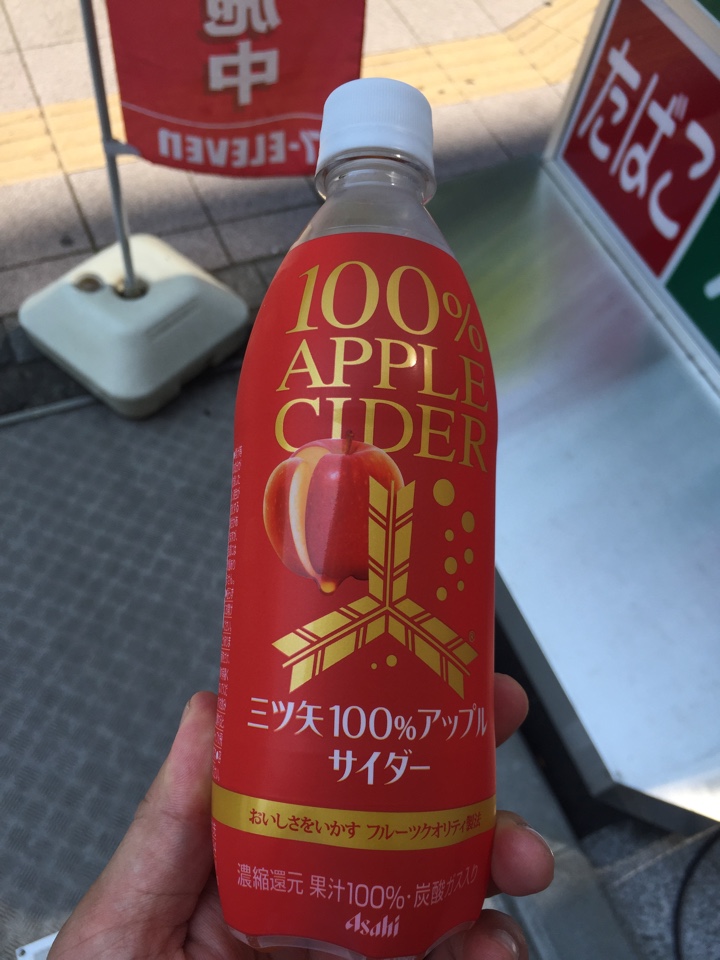 施
中
7-ELEVEN
たばこ
100%
APPLE
CIDER
三ツ矢100%アップル
サイダー
おいしさをいかす フルーツクオリティ製法
濃縮還元 果汁100%・炭酸ガス入り
Asahi